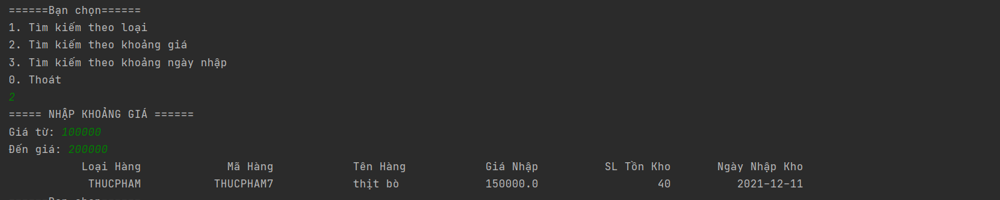 ======Bạn chọn======
1. Tìm kiếm theo loại
2. Tìm kiếm theo khoảng giá
3. Tìm kiếm theo khoảng ngày nhập
0. Thoát
2
===== NHẬP KHOẢNG GIÁ ======
Giá từ: 100000
Đến giá: 200000
Loại Hàng Mã Hàng Tên Hàng Giá Nhập SL Tồn Kho Ngày Nhập Kho
THUCPHAM THUCPHAM7 thịt bò 150000.0 40 2021-12-11